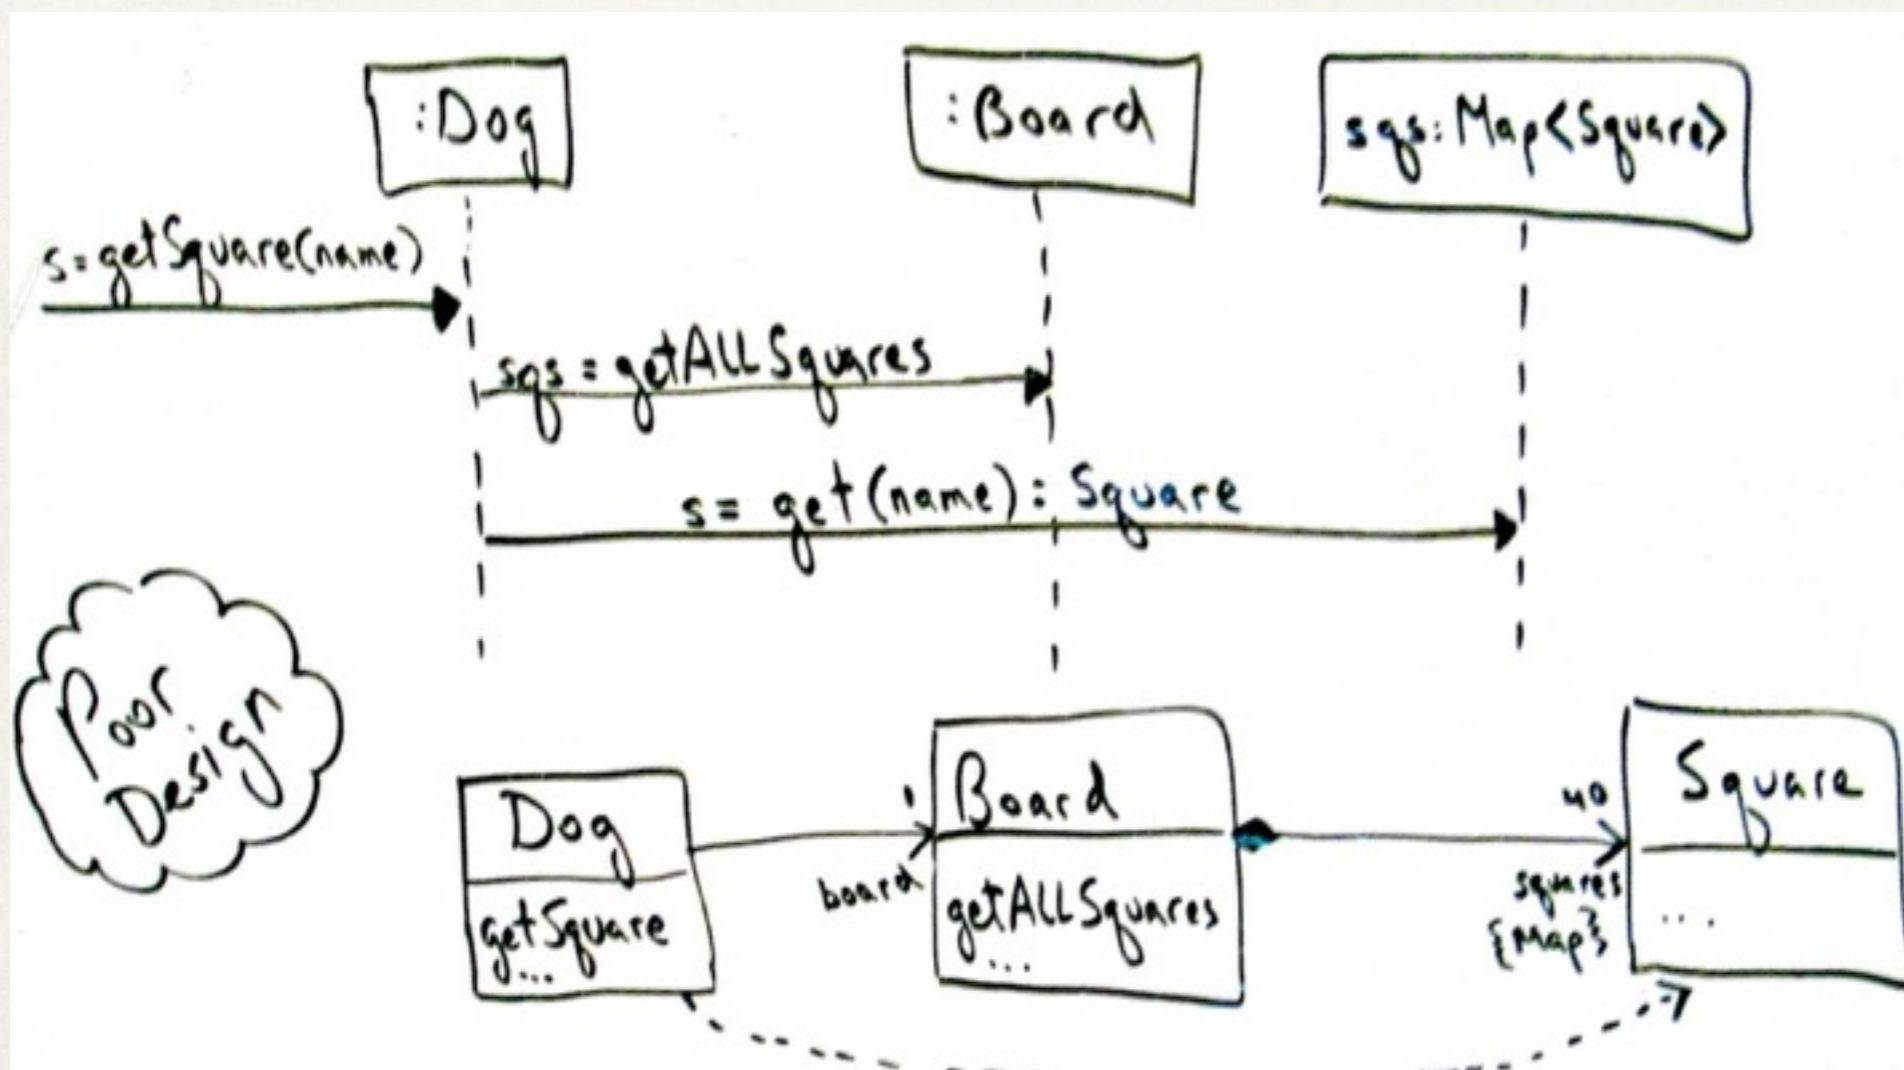 :Dog
:Board
sqs: Map<Square>
s=getSquare(name)
sqs = getALLSquares
s= get(name): Square
Poor
Design
Dog
getSquare
...
1
board
Board
getALLSquares
...
40
squares
{Map}
Square
...